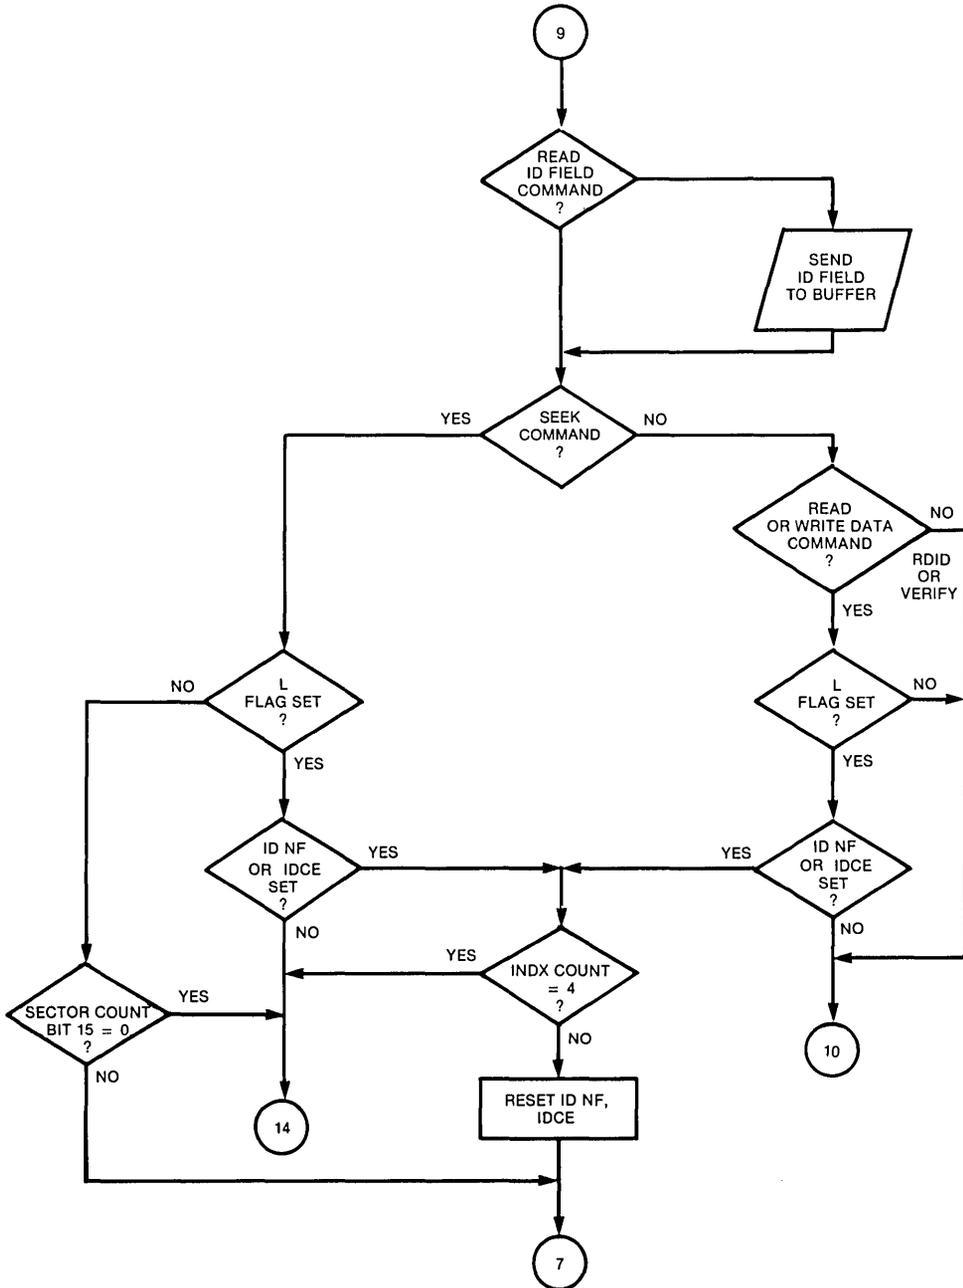 9
READ
ID FIELD
COMMAND
?
SEND
ID FIELD
TO BUFFER
YES
SEEK
COMMAND
?
NO
READ
OR WRITE DATA
COMMAND
?
NO
RDID
OR
VERIFY
YES
NO
L
FLAG SET
?
YES
L
FLAG SET
?
NO
YES
ID NF
OR IDCE
SET
?
YES
NO
YES
ID NF
OR IDCE
SET
?
NO
YES
INDX COUNT
= 4
?
NO
SECTOR COUNT
BIT 15 = 0
?
YES
NO
10
RESET ID NF,
IDCE
14
7